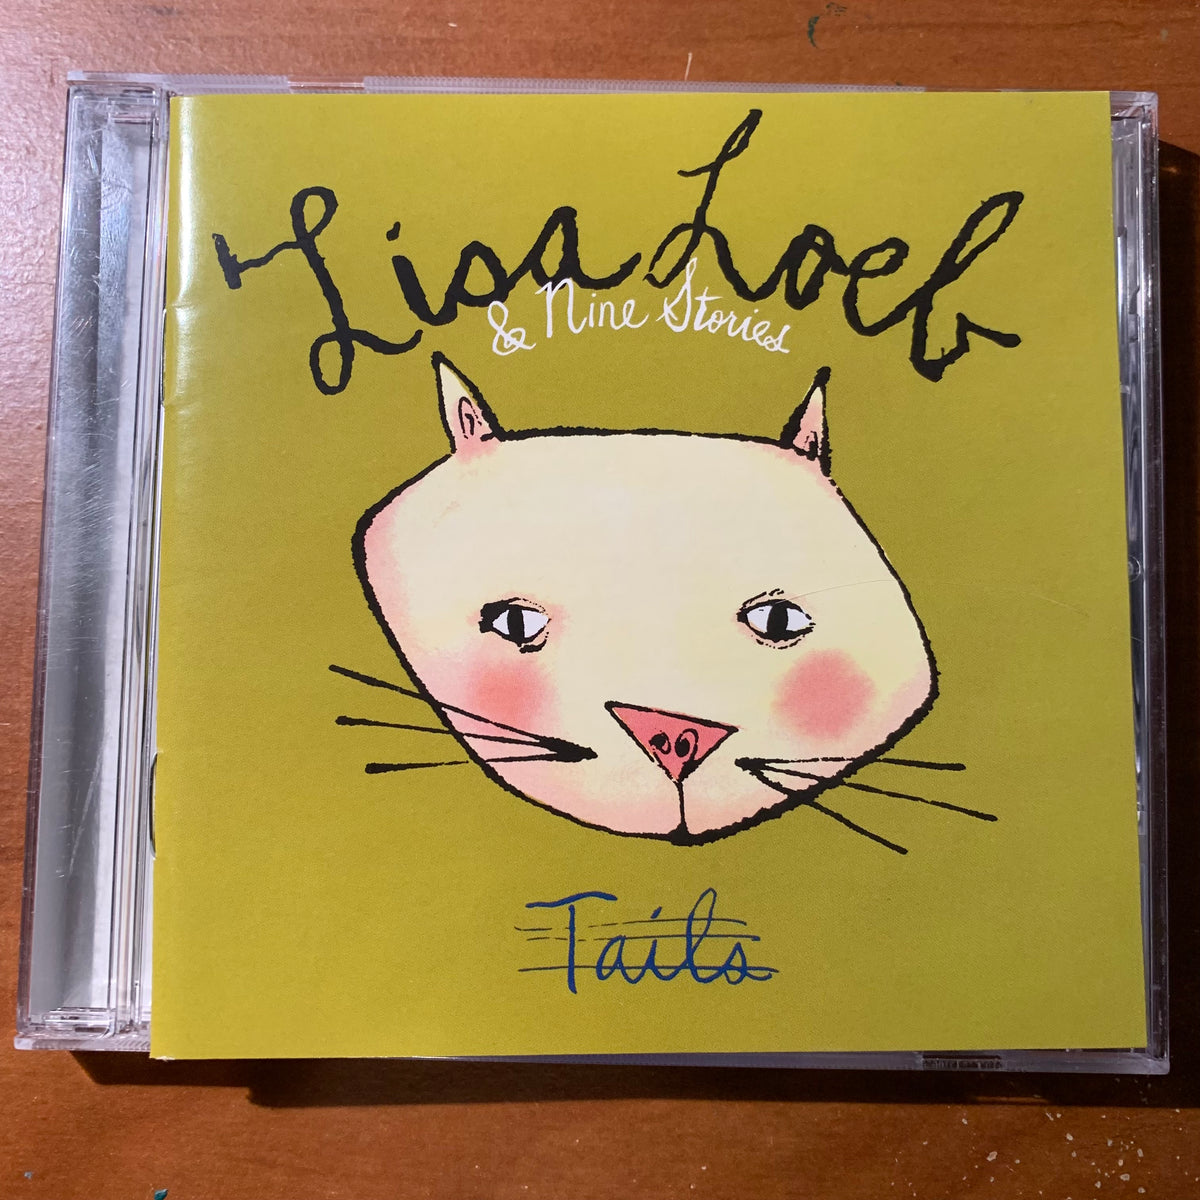 Lisa Loeb
& Nine Stories
Tails